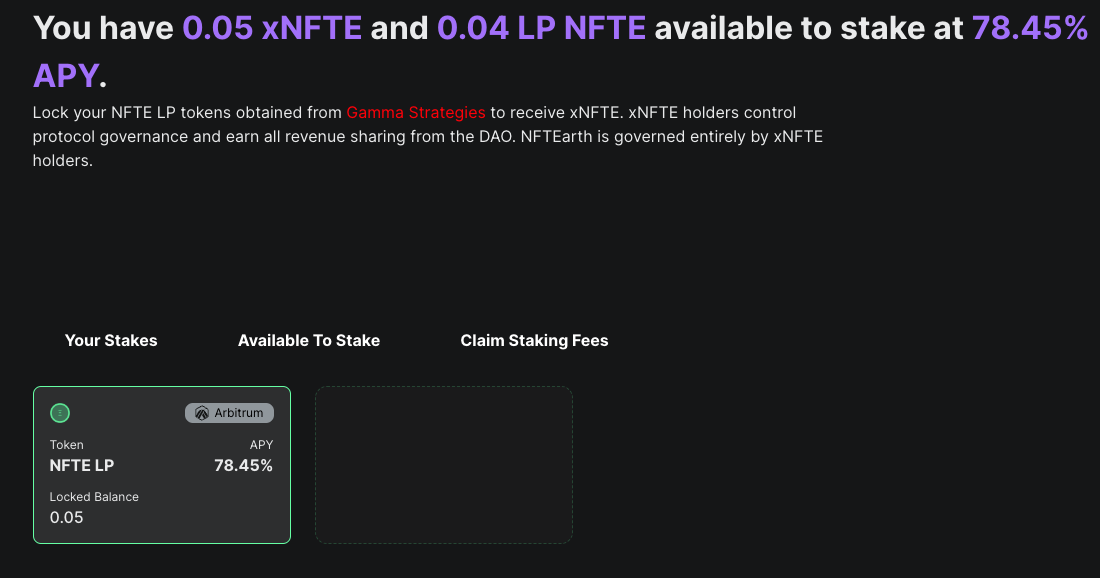 You have 0.05 xNFTE and 0.04 LP NFTE available to stake at 78.45%
APY.
Lock your NFTE LP tokens obtained from Gamma Strategies to receive xNFTE. xNFTE holders control
protocol governance and earn all revenue sharing from the DAO. NFTEarth is governed entirely by xNFTE
holders.
Your Stakes Available To Stake Claim Staking Fees
Arbitrum
Token APY
NFTE LP 78.45%
Locked Balance
0.05